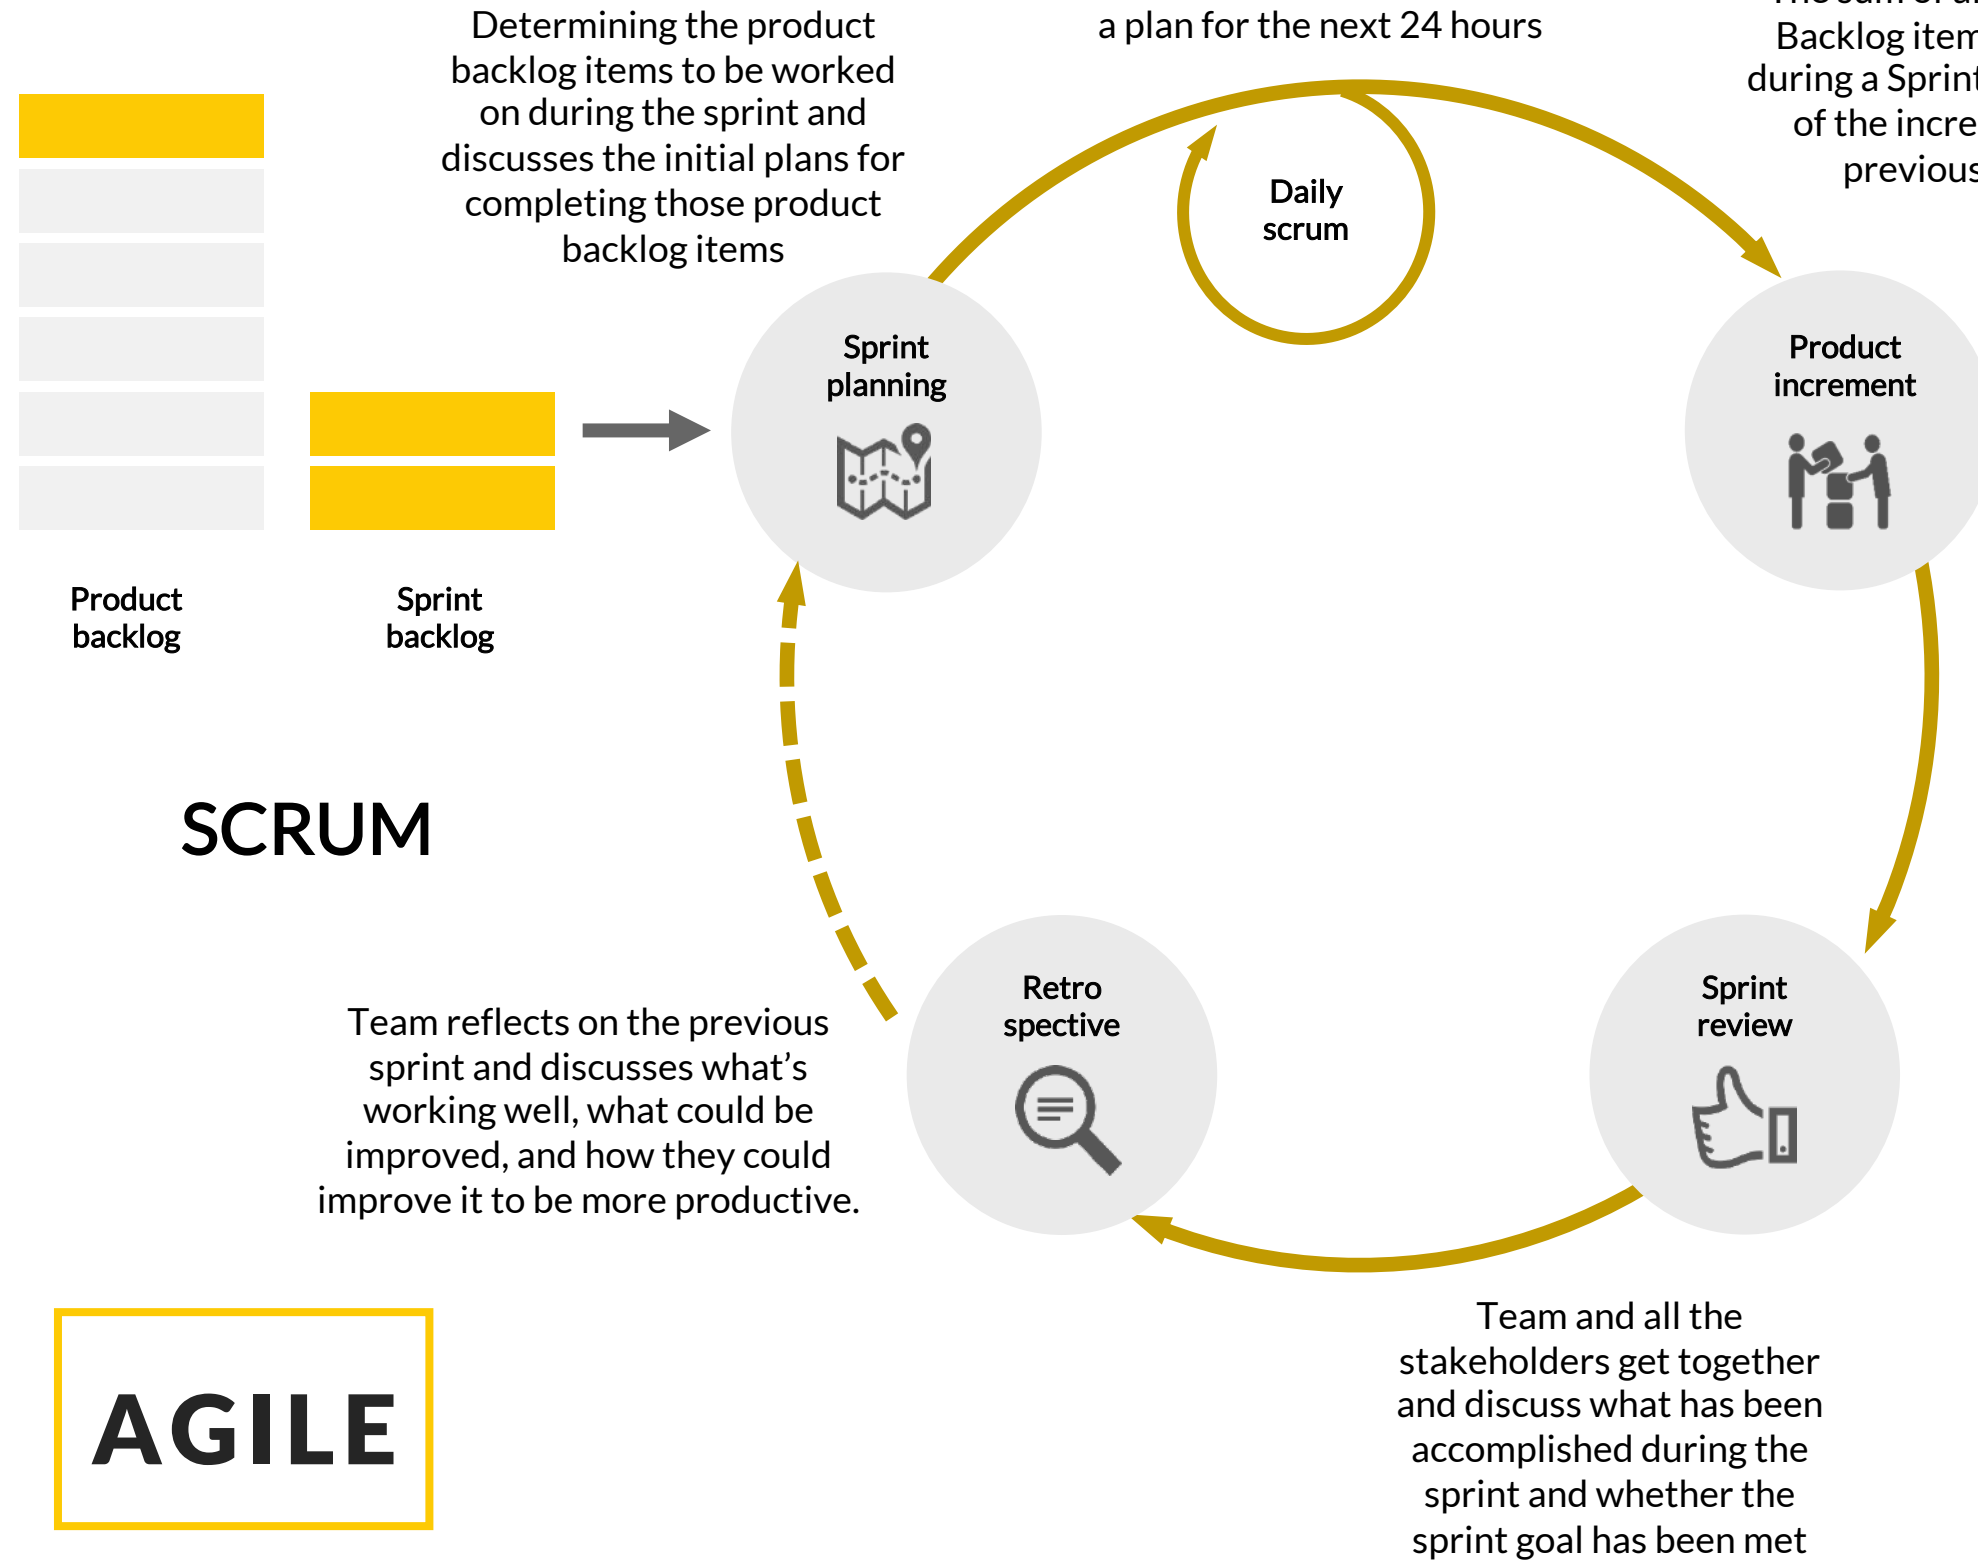 Determining the product
backlog items to be worked
on during the sprint and
discusses the initial plans for
completing those product
backlog items
a plan for the next 24 hours
Backlog
during a Sprint
of the
previous
Daily
scrum
Sprint
planning
Product
increment
Product
backlog
Sprint
backlog
SCRUM
Retro
spective
Sprint
review
Team reflects on the previous
sprint and discusses what’s
working well, what could be
improved, and how they could
improve it to be more productive.
AGILE
Team and all the
stakeholders get together
and discuss what has been
accomplished during the
sprint and whether the
sprint goal has been met